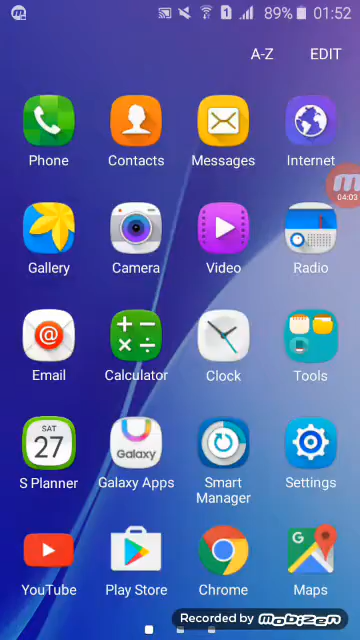 1 89% 01:52
A-Z EDIT
Phone Contacts Messages Internet
04:03
Gallery Camera Video Radio
Email Calculator Clock Tools
SAT
27
Galaxy
S Planner Galaxy Apps Smart Manager Settings
G
YouTube Play Store Chrome Maps
Recorded by mobizen